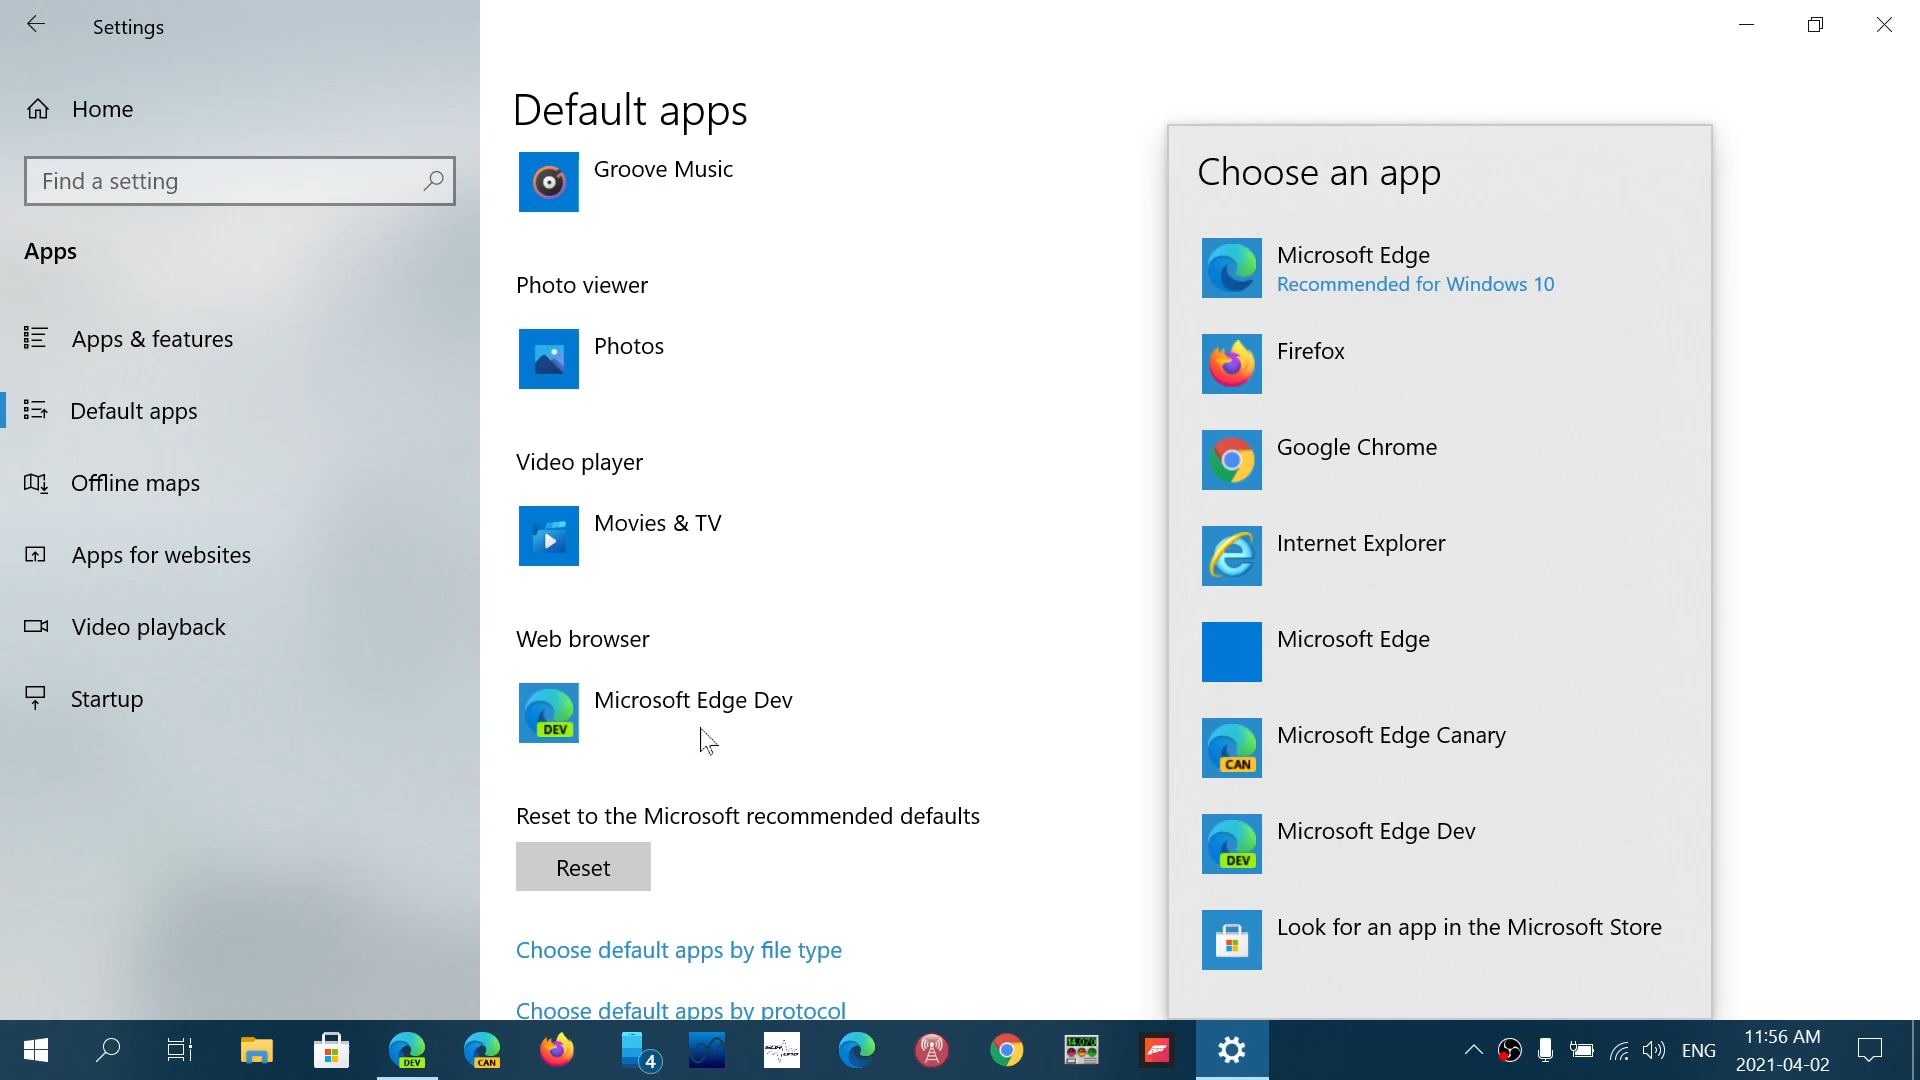 Settings
Home
Find a setting
Apps
Apps & features
Default apps
Offline maps
Apps for websites
Video playback
Startup
Default apps
Groove Music
Photo viewer
Photos
Video player
Movies & TV
Web browser
DEV
Microsoft Edge Dev
Reset to the Microsoft recommended defaults
Reset
Choose default apps by file type
Choose default apps by protocol
Choose an app
Microsoft Edge
Recommended for Windows 10
Firefox
Google Chrome
Internet Explorer
Microsoft Edge
Microsoft Edge Canary
CAN
Microsoft Edge Dev
DEV
Look for an app in the Microsoft Store
DEV
CAN
4
14.070
ENG
11:56 AM
2021-04-02